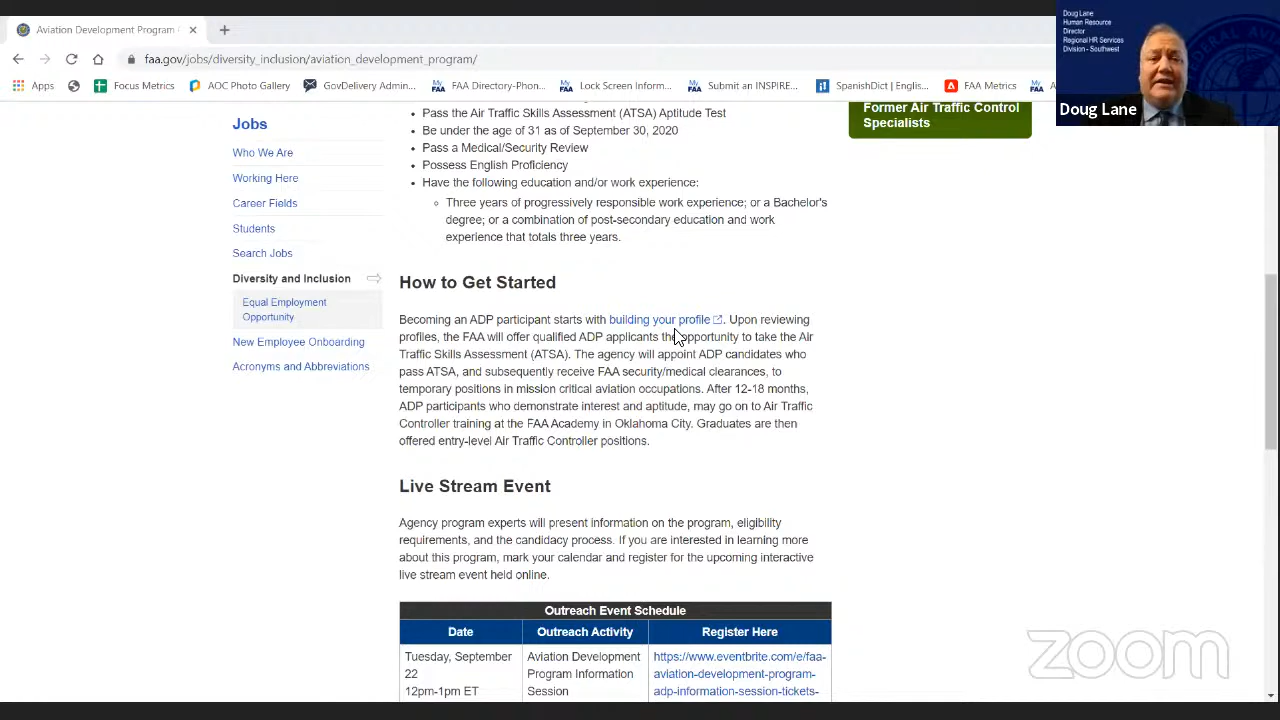 Aviation Development Program
faa.gov/jobs/diversity_inclusion/aviation_development_program/
Apps
Focus Metrics
AOC Photo Gallery
GovDelivery Admin...
FAA Directory-Phon...
Lock Screen Inform...
Submit an INSPIRE...
SpanishDict | Englis...
FAA Metrics
Doug Lane
Human Resource
Director
Regional HR Services
Division - Southwest
Doug Lane
Jobs
Who We Are
Working Here
Career Fields
Students
Search Jobs
Diversity and Inclusion
Equal Employment
Opportunity
New Employee Onboarding
Acronyms and Abbreviations
Pass the Air Traffic Skills Assessment (ATSA) Aptitude Test
Be under the age of 31 as of September 30, 2020
Pass a Medical/Security Review
Possess English Proficiency
Have the following education and/or work experience:
Three years of progressively responsible work experience; or a Bachelor's
degree; or a combination of post-secondary education and work
experience that totals three years.
Former Air Traffic Control
Specialists
How to Get Started
Becoming an ADP participant starts with building your profile. Upon reviewing
profiles, the FAA will offer qualified ADP applicants the opportunity to take the Air
Traffic Skills Assessment (ATSA). The agency will appoint ADP candidates who
pass ATSA, and subsequently receive FAA security/medical clearances, to
temporary positions in mission critical aviation occupations. After 12-18 months,
ADP participants who demonstrate interest and aptitude, may go on to Air Traffic
Controller training at the FAA Academy in Oklahoma City. Graduates are then
offered entry-level Air Traffic Controller positions.
Live Stream Event
Agency program experts will present information on the program, eligibility
requirements, and the candidacy process. If you are interested in learning more
about this program, mark your calendar and register for the upcoming interactive
live stream event held online.
Outreach Event Schedule
Date Outreach Activity Register Here
Tuesday, September Aviation Development https://www.eventbrite.com/e/faa-
22 Program Information aviation-development-program-
12pm-1pm ET Session adp-information-session-tickets-
zoom